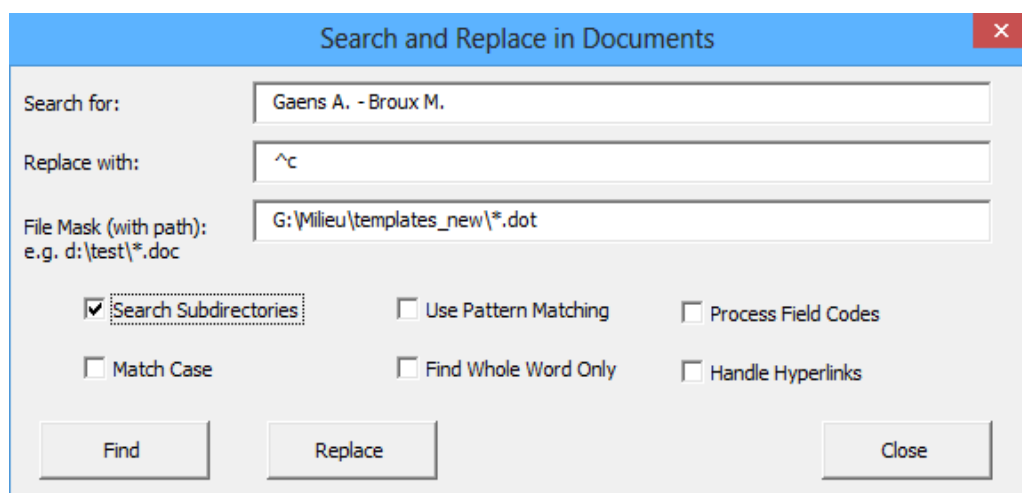 Search and Replace in Documents
Search for:
Gaens A. - Broux M.
Replace with:
^c
File Mask (with path):
e.g. d:\test\*.doc
G:\Milieu\templates_new\*.dot
Search Subdirectories
Use Pattern Matching
Process Field Codes
Match Case
Find Whole Word Only
Handle Hyperlinks
Find
Replace
Close